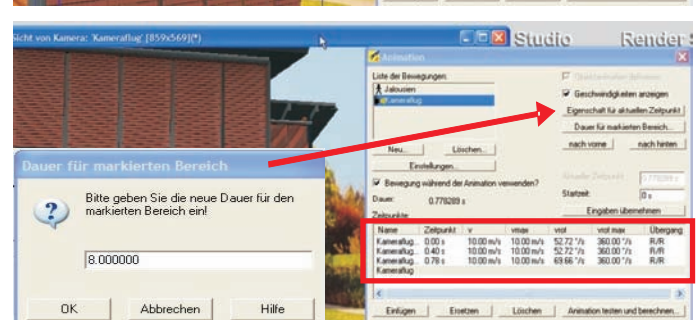 Sicht von Kamera: 'Kameraflug' [859x569](*)
Studio
Render
Animation
Liste der Bewegungen:
Jalousien
Kameraflug
Geschwindigkeiten anzeigen
Eigenschaft für aktuellen Zeitpunkt
Dauer für markierten Bereich...
Neu...
Löschen...
nach vorne
nach hinten
Einstellungen...
Bewegung während der Animation verwenden?
Dauer:
0.778289 s
Aktueller Zeitpunkt:
0.778289 s
Startzeit:
0 s
Eingaben übernehmen
Zeitpunkte:
Name Zeitpunkt v vmax vrot vrot max Übergang
Kameraflug... 0.00 s 10.00 m/s 10.00 m/s 52.72 °/s 360.00 °/s R/R
Kameraflug... 0.40 s 10.00 m/s 10.00 m/s 52.72 °/s 360.00 °/s R/R
Kameraflug... 0.78 s 10.00 m/s 10.00 m/s 69.66 °/s 360.00 °/s R/R
Kameraflug
Einfügen
Ersetzen
Löschen
Animation testen und berechnen...
Dauer für markierten Bereich
Bitte geben Sie die neue Dauer für den
markierten Bereich ein!
8.000000
OK
Abbrechen
Hilfe